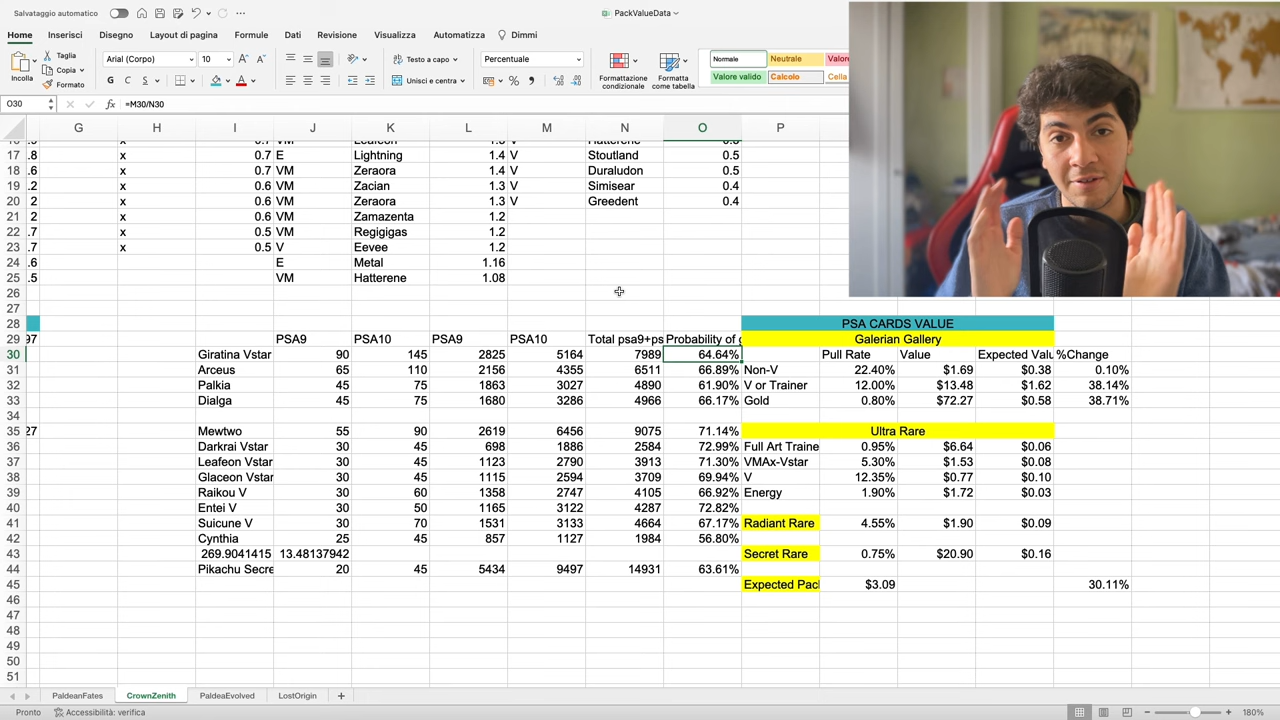 Salvataggio automatico
PackValueData
Home Inserisci Disegno Layout di pagina Formule Dati Revisione Visualizza Automatizza Dimmi
Incolla Taglia Copia Formato
Arial (Corpo) 10
G C S
Testo a capo
Unisci e centra
Percentuale
Formattazione condizionale
Formatta come tabella
Normale Neutrale
Valore valido Calcolo
O30 fx =M30/N30
G H I J K L M N O P
17 .8 x 0.7 E Lightning 1.4 V Stoutland 0.5
18 .6 x 0.7 VM Zeraora 1.4 V Duraludon 0.5
19 .2 x 0.6 VM Zacian 1.3 V Simisear 0.4
20 2 x 0.6 VM Zeraora 1.3 V Greedent 0.4
21 2 x 0.6 VM Zamazenta 1.2
22 .7 x 0.5 VM Regigigas 1.2
23 .7 x 0.5 V Eevee 1.2
24 .6 E Metal 1.16
25 .5 VM Hatterene 1.08
26
27
28 PSA CARDS VALUE
29 97 PSA9 PSA10 PSA9 PSA10 Total psa9+ps Probability of Galerian Gallery
30 Giratina Vstar 90 145 2825 5164 7989 64.64% Pull Rate Value Expected Valu %Change
31 Arceus 65 110 2156 4355 6511 66.89% Non-V 22.40% $1.69 $0.38 0.10%
32 Palkia 45 75 1863 3027 4890 61.90% V or Trainer 12.00% $13.48 $1.62 38.14%
33 Dialga 45 75 1680 3286 4966 66.17% Gold 0.80% $72.27 $0.58 38.71%
34
35 27 Mewtwo 55 90 2619 6456 9075 71.14% Ultra Rare
36 Darkrai Vstar 30 45 698 1886 2584 72.99% Full Art Traine 0.95% $6.64 $0.06
37 Leafeon Vstar 30 45 1123 2790 3913 71.30% VMAx-Vstar 5.30% $1.53 $0.08
38 Glaceon Vstar 30 45 1115 2594 3709 69.94% V 12.35% $0.77 $0.10
39 Raikou V 30 60 1358 2747 4105 66.92% Energy 1.90% $1.72 $0.03
40 Entei V 30 50 1165 3122 4287 72.82%
41 Suicune V 30 70 1531 3133 4664 67.17% Radiant Rare 4.55% $1.90 $0.09
42 Cynthia 25 45 857 1127 1984 56.80%
43 269.9041415 13.48137942 Secret Rare 0.75% $20.90 $0.16
44 Pikachu Secre 20 45 5434 9497 14931 63.61%
45 Expected Pacl $3.09 30.11%
46
47
48
49
50
51
PaldeanFates CrownZenith PaldeaEvolved LostOrigin +
Pronto Accessibilità: verifica 180%